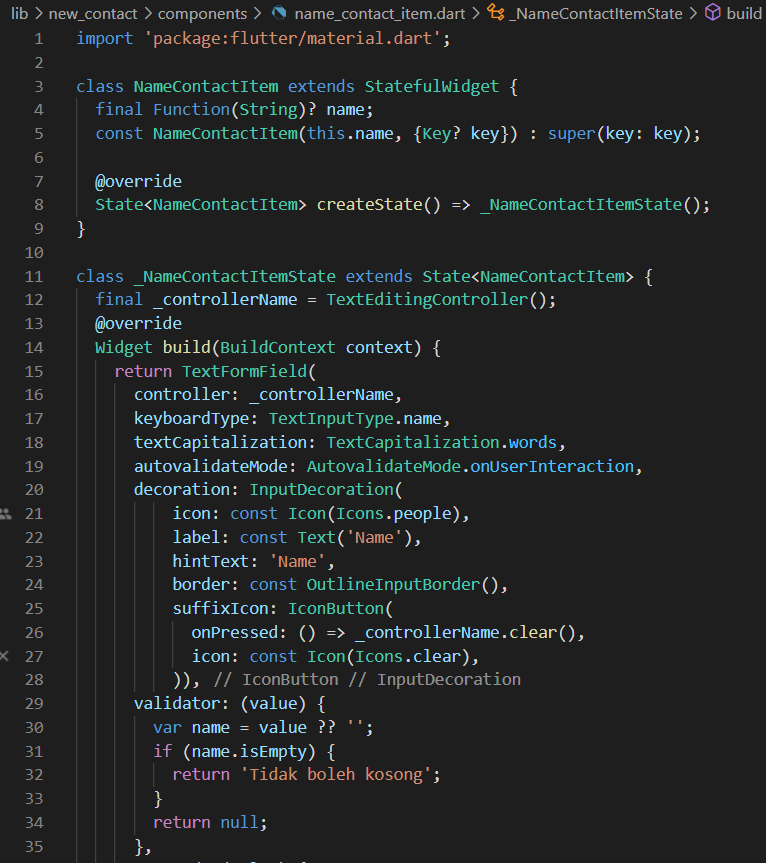 lib > new_contact > components > name_contact_item.dart > _NameContactItemState > build
1 import 'package:flutter/material.dart';
2
3 class NameContactItem extends StatefulWidget {
4   final Function(String)? name;
5   const NameContactItem(this.name, {Key? key}) : super(key: key);
6
7   @override
8   State<NameContactItem> createState() => _NameContactItemState();
9 }
10
11 class _NameContactItemState extends State<NameContactItem> {
12   final _controllerName = TextEditingController();
13   @override
14   Widget build(BuildContext context) {
15     return TextFormField(
16       controller: _controllerName,
17       keyboardType: TextInputType.name,
18       textCapitalization: TextCapitalization.words,
19       autovalidateMode: AutovalidateMode.onUserInteraction,
20       decoration: InputDecoration(
21           icon: const Icon(Icons.people),
22           label: const Text('Name'),
23           hintText: 'Name',
24           border: const OutlineInputBorder(),
25           suffixIcon: IconButton(
26             onPressed: () => _controllerName.clear(),
27             icon: const Icon(Icons.clear),
28           )), // IconButton // InputDecoration
29       validator: (value) {
30         var name = value ?? '';
31         if (name.isEmpty) {
32           return 'Tidak boleh kosong';
33         }
34         return null;
35       },